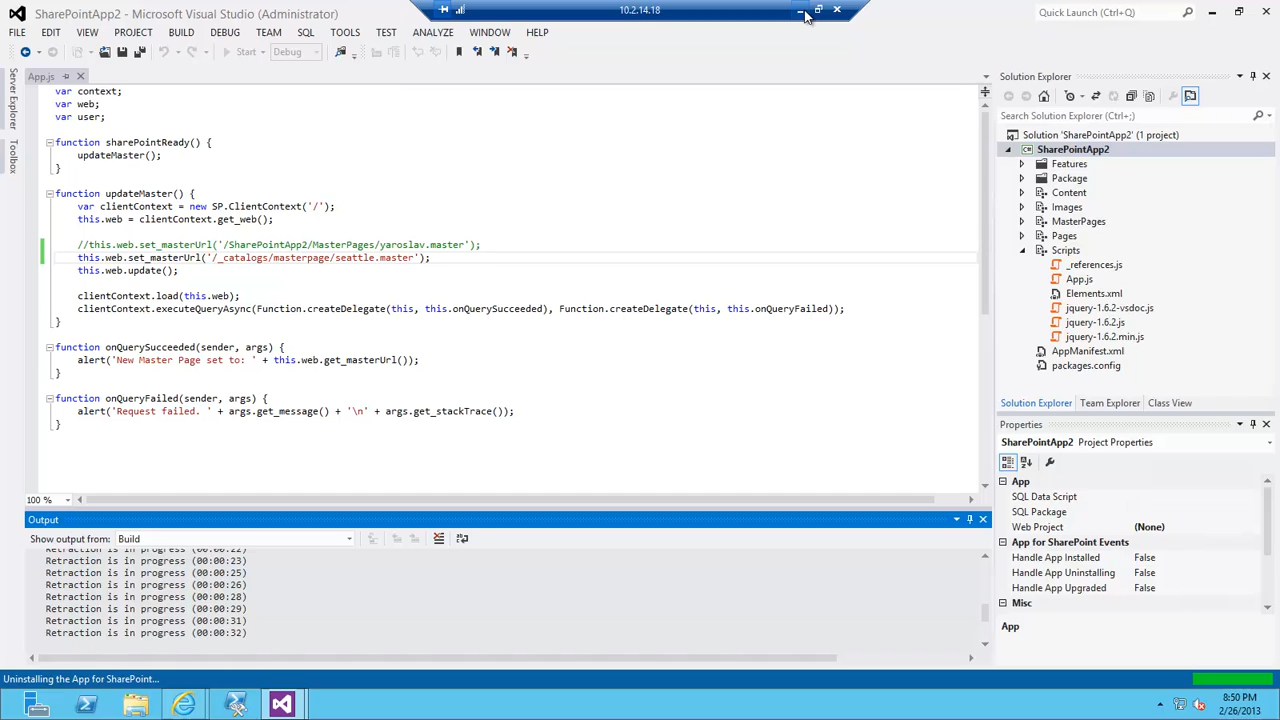 SharePointApp2 - Microsoft Visual Studio (Administrator)
10.2.14.18
Quick Launch (Ctrl+;)
FILE EDIT VIEW PROJECT BUILD DEBUG TEAM SQL TOOLS TEST ANALYZE WINDOW HELP
Start Debug
App.js
Server Explorer
Toolbox
var context;
var web;
var user;
function sharePointReady() {
updateMaster();
}
function updateMaster() {
var clientContext = new SP.ClientContext('/');
this.web = clientContext.get_web();
//this.web.set_masterUrl('/SharePointApp2/MasterPages/yaroslav.master');
this.web.set_masterUrl('/_catalogs/masterpage/seattle.master');
this.web.update();
clientContext.load(this.web);
clientContext.executeQueryAsync(Function.createDelegate(this, this.onQuerySucceeded), Function.createDelegate(this, this.onQueryFailed));
}
function onQuerySucceeded(sender, args) {
alert('New Master Page set to: ' + this.web.get_masterUrl());
}
function onQueryFailed(sender, args) {
alert('Request failed. ' + args.get_message() + '\n' + args.get_stackTrace());
}
100 %
Output
Show output from: Build
Retraction is in progress (00:00:22)
Retraction is in progress (00:00:23)
Retraction is in progress (00:00:25)
Retraction is in progress (00:00:26)
Retraction is in progress (00:00:28)
Retraction is in progress (00:00:29)
Retraction is in progress (00:00:31)
Retraction is in progress (00:00:32)
Solution Explorer
Search Solution Explorer (Ctrl+;)
Solution 'SharePointApp2' (1 project)
SharePointApp2
Features
Package
Content
Images
MasterPages
Pages
Scripts
_references.js
App.js
Elements.xml
jquery-1.6.2-vsdoc.js
jquery-1.6.2.js
jquery-1.6.2.min.js
AppManifest.xml
packages.config
Solution Explorer Team Explorer Class View
Properties
SharePointApp2 Project Properties
App
SQL Data Script
SQL Package
Web Project (None)
App for SharePoint Events
Handle App Installed False
Handle App Uninstalling False
Handle App Upgraded False
Misc
App
Uninstalling the App for SharePoint...
8:50 PM
2/26/2013